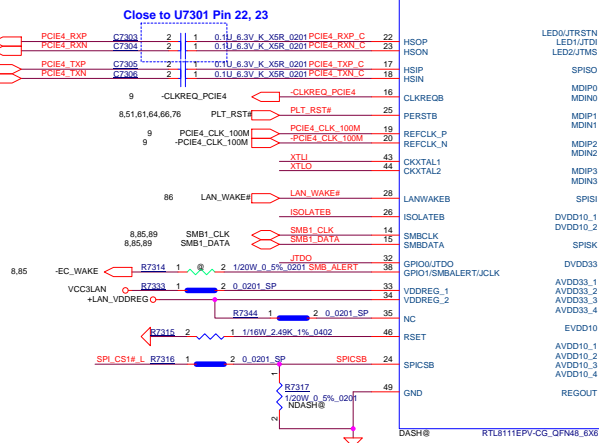 Close to U7301 Pin 22, 23
PCIE4_RXP C7303 2 1 0.1U_6.3V_K_X5R_0201 PCIE4_RXP_C 22 HSOP
PCIE4_RXN C7304 2 1 0.1U_6.3V_K_X5R_0201 PCIE4_RXN_C 23 HSON
PCIE4_TXP C7305 2 1 0.1U_6.3V_K_X5R_0201 PCIE4_TXP_C 17 HSIP
PCIE4_TXN C7306 2 1 0.1U_6.3V_K_X5R_0201 PCIE4_TXN_C 18 HSIN
9 -CLKREQ_PCIE4 -CLKREQ_PCIE4 16 CLKREQB
8,51,61,64,66,76 PLT_RST# PLT_RST# 25 PERSTB
9 PCIE4_CLK_100M PCIE4_CLK_100M 19 REFCLK_P
9 -PCIE4_CLK_100M -PCIE4_CLK_100M 20 REFCLK_N
XTLI 43 CKXTAL1
XTLO 44 CKXTAL2
86 LAN_WAKE# LAN_WAKE# 28 LANWAKEB
ISOLATEB 26 ISOLATEB
8,85,89 SMB1_CLK SMB1_CLK 14 SMBCLK
8,85,89 SMB1_DATA SMB1_DATA 15 SMBDATA
JTDO 32 GPIO0/JTDO
8,85 -EC_WAKE R7314 1 @ 2 1/20W_0_5%_0201 SMB_ALERT 38 GPIO1/SMBALERT/JCLK
VCC3LAN R7333 1 2 0_0201_SP 33 VDDREG_1
+LAN_VDDREG 34 VDDREG_2
R7344 1 2 0_0201_SP 35 NC
R7315 2 1 1/16W_2.49K_1%_0402 46 RSET
SPI_CS1#_L R7316 1 2 0_0201_SP SPICSB 24 SPICSB
1
R7317
1/20W_0_5%_0201
NDASH@
2
49 GND
LED0/JTRSTN
LED1/JTDI
LED2/JTMS
SPISO
MDIP0
MDIN0
MDIP1
MDIN1
MDIP2
MDIN2
MDIP3
MDIN3
SPISI
DVDD10_1
DVDD10_2
SPISK
DVDD33
AVDD33_1
AVDD33_2
AVDD33_3
AVDD33_4
EVDD10
AVDD10_1
AVDD10_2
AVDD10_3
AVDD10_4
REGOUT
DASH@ RTL8111EPV-CG_QFN48_6X6